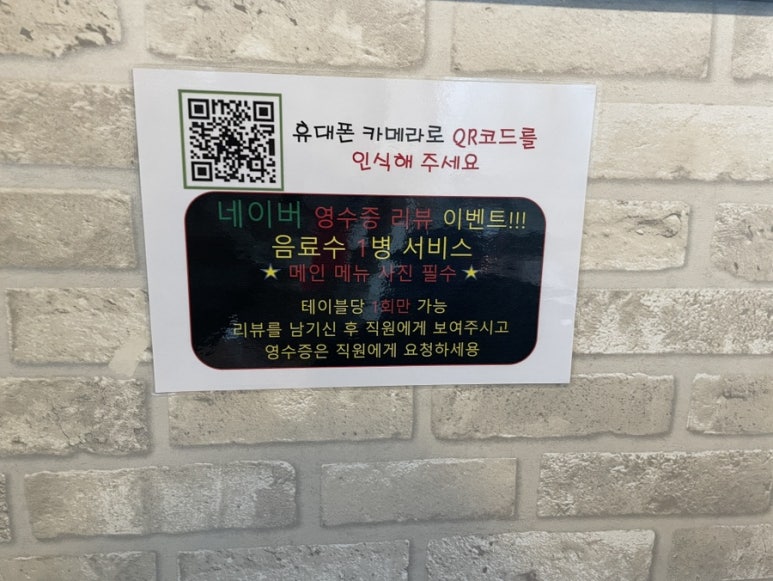 휴대폰 카메라로 QR코드를
인식해 주세요
네이버 영수증 리뷰 이벤트!!!
음료수 1병 서비스
★ 메인 메뉴 사진 필수 ★
테이블당 1회만 가능
리뷰를 남기신 후 직원에게 보여주시고
영수증은 직원에게 요청하세용